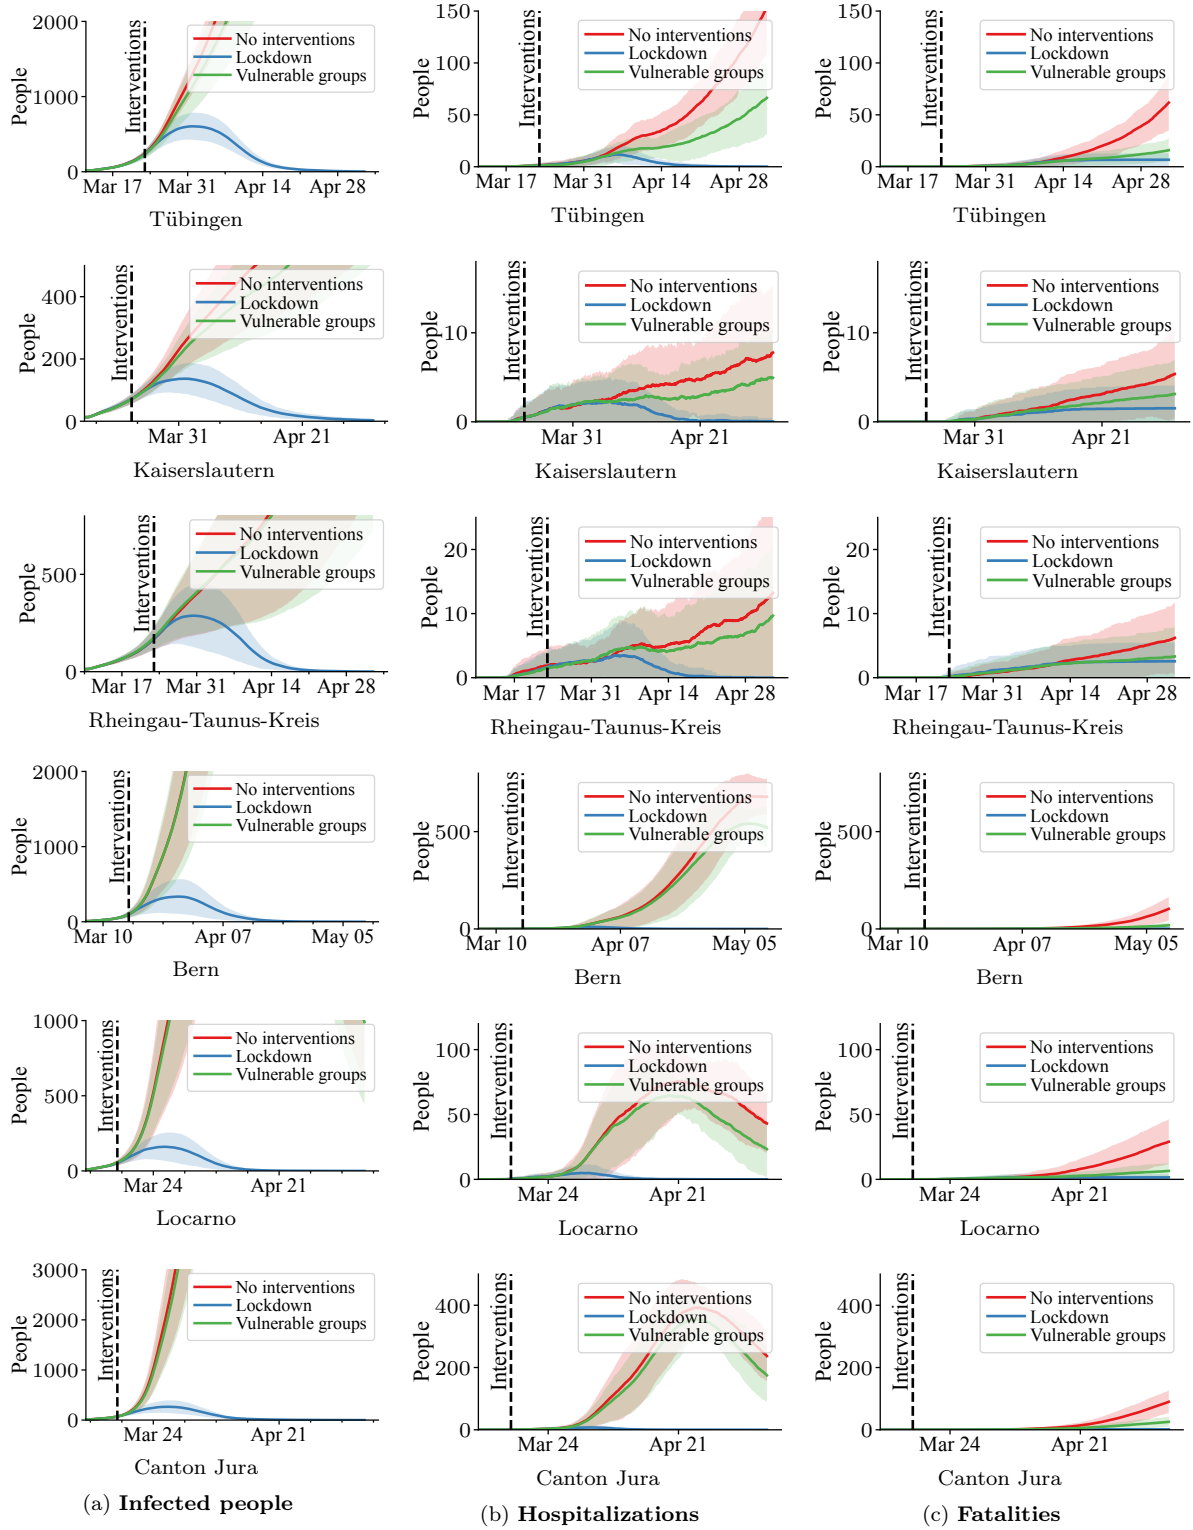 2000
1000
0
People
Interventions
No interventions
Lockdown
Vulnerable groups
Mar 17
Mar 31
Apr 14
Apr 28
Tübingen
150
100
50
0
People
Interventions
No interventions
Lockdown
Vulnerable groups
Mar 17
Mar 31
Apr 14
Apr 28
Tübingen
150
100
50
0
People
Interventions
No interventions
Lockdown
Vulnerable groups
Mar 17
Mar 31
Apr 14
Apr 28
Tübingen
400
200
0
People
Interventions
No interventions
Lockdown
Vulnerable groups
Mar 31
Apr 21
Kaiserslautern
10
0
People
Interventions
No interventions
Lockdown
Vulnerable groups
Mar 31
Apr 21
Kaiserslautern
10
0
People
Interventions
No interventions
Lockdown
Vulnerable groups
Mar 31
Apr 21
Kaiserslautern
500
0
People
Interventions
No interventions
Lockdown
Vulnerable groups
Mar 17
Mar 31
Apr 14
Apr 28
Rheingau-Taunus-Kreis
20
10
0
People
Interventions
No interventions
Lockdown
Vulnerable groups
Mar 17
Mar 31
Apr 14
Apr 28
Rheingau-Taunus-Kreis
20
10
0
People
Interventions
No interventions
Lockdown
Vulnerable groups
Mar 17
Mar 31
Apr 14
Apr 28
Rheingau-Taunus-Kreis
2000
1000
0
People
Interventions
No interventions
Lockdown
Vulnerable groups
Mar 10
Apr 07
May 05
Bern
500
0
People
Interventions
No interventions
Lockdown
Vulnerable groups
Mar 10
Apr 07
May 05
Bern
500
0
People
Interventions
No interventions
Lockdown
Vulnerable groups
Mar 10
Apr 07
May 05
Bern
1000
500
0
People
Interventions
No interventions
Lockdown
Vulnerable groups
Mar 24
Apr 21
Locarno
100
50
0
People
Interventions
No interventions
Lockdown
Vulnerable groups
Mar 24
Apr 21
Locarno
100
50
0
People
Interventions
No interventions
Lockdown
Vulnerable groups
Mar 24
Apr 21
Locarno
3000
2000
1000
0
People
Interventions
No interventions
Lockdown
Vulnerable groups
Mar 24
Apr 21
Canton Jura
400
200
0
People
Interventions
No interventions
Lockdown
Vulnerable groups
Mar 24
Apr 21
Canton Jura
400
200
0
People
Interventions
No interventions
Lockdown
Vulnerable groups
Mar 24
Apr 21
Canton Jura
(a) Infected people
(b) Hospitalizations
(c) Fatalities